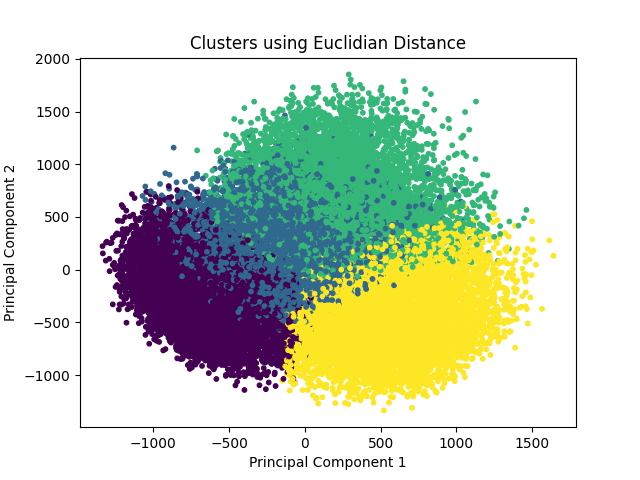 Clusters using Euclidian Distance
2000
1500
1000
500
0
−500
−1000
Principal Component 2
−1000 −500 0 500 1000 1500
Principal Component 1